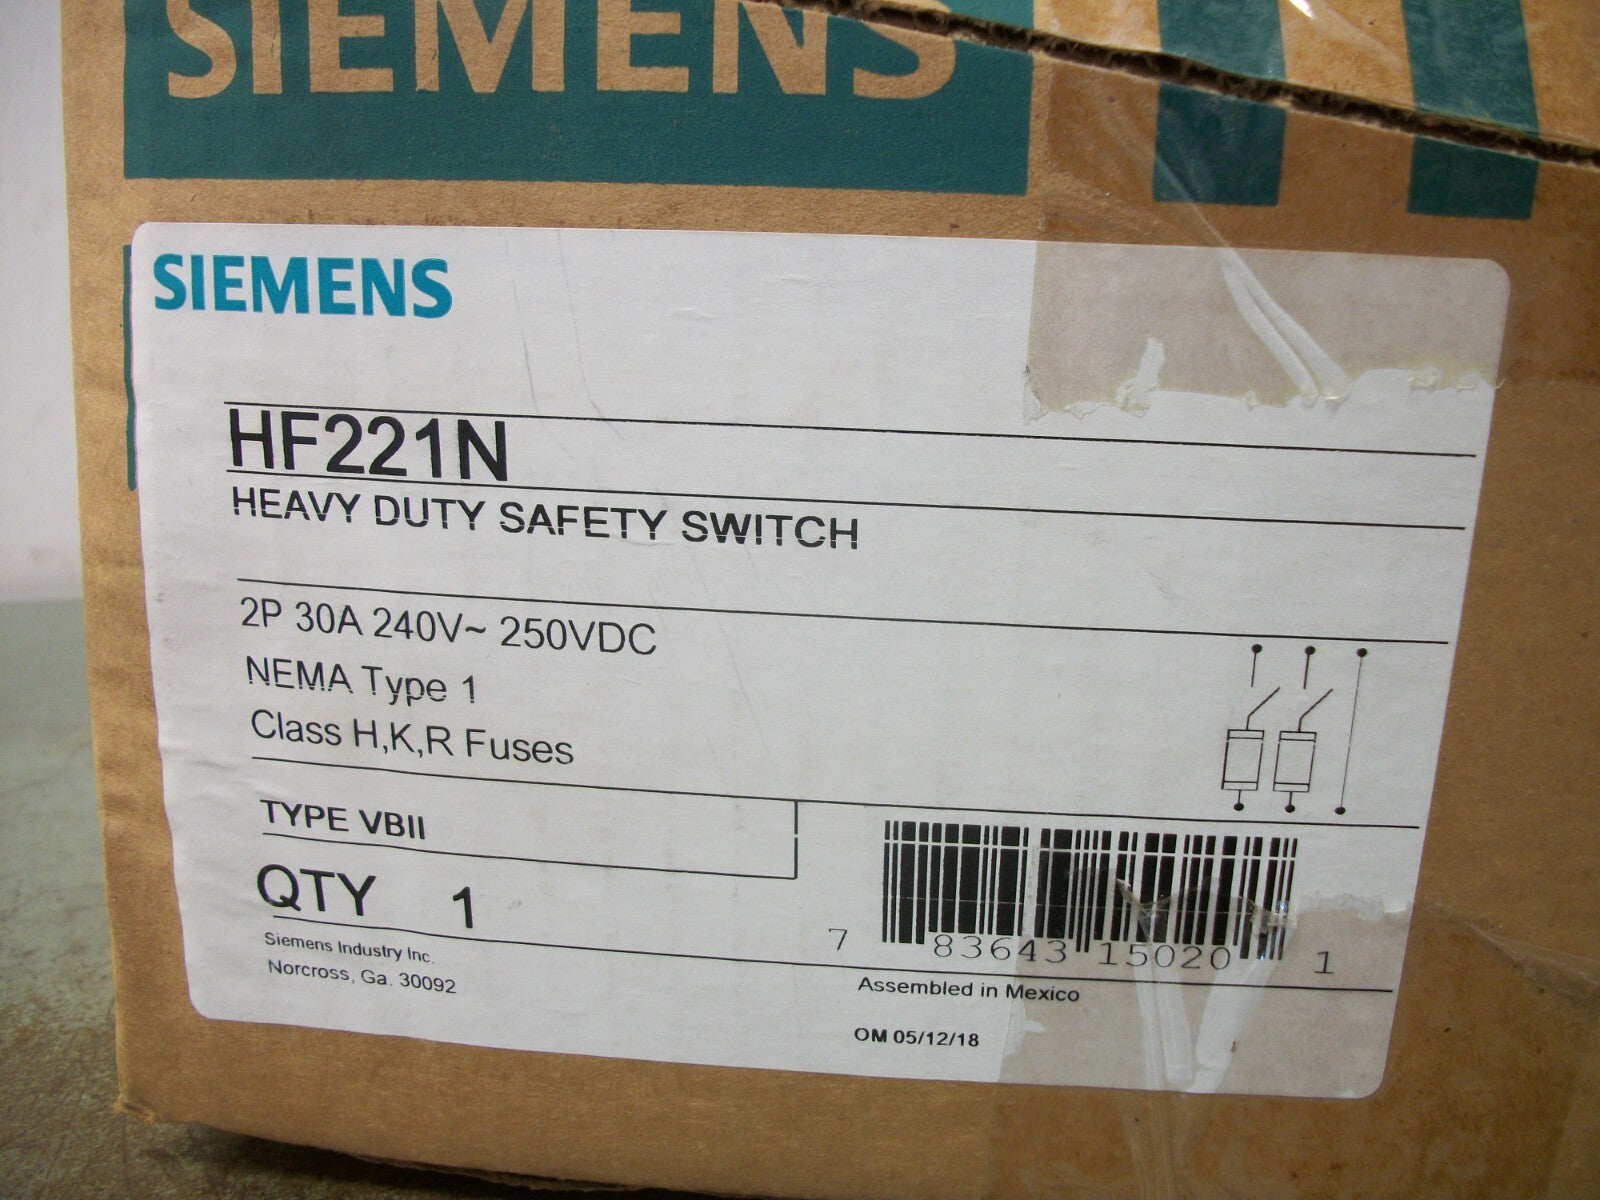 SIEMENS
SIEMENS
HF221N
HEAVY DUTY SAFETY SWITCH
2P 30A 240V~ 250VDC
NEMA Type 1
Class H,K,R Fuses
TYPE VBII
QTY 1
7 83643 15020 1
Siemens Industry Inc.
Norcross, Ga. 30092
Assembled in Mexico
OM 05/12/18